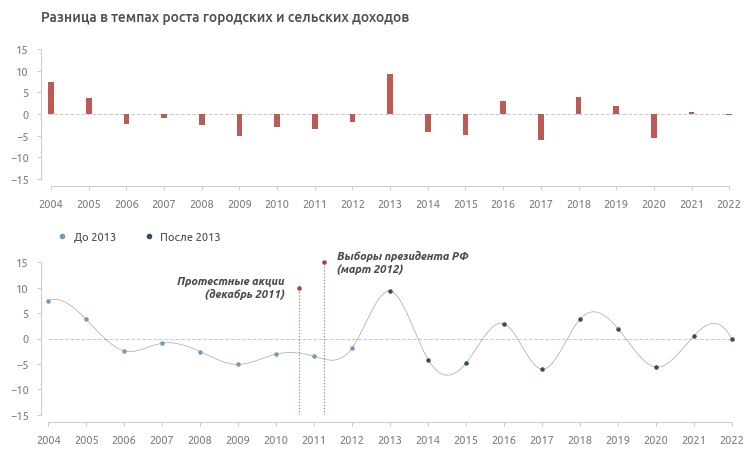 Разница в темпах роста городских и сельских доходов
15
10
5
0
−5
−10
−15
2004 2005 2006 2007 2008 2009 2010 2011 2012 2013 2014 2015 2016 2017 2018 2019 2020 2021 2022
До 2013 После 2013
Выборы президента РФ
(март 2012)
Протестные акции
(декабрь 2011)
15
10
5
0
−5
−10
−15
2004 2005 2006 2007 2008 2009 2010 2011 2012 2013 2014 2015 2016 2017 2018 2019 2020 2021 2022